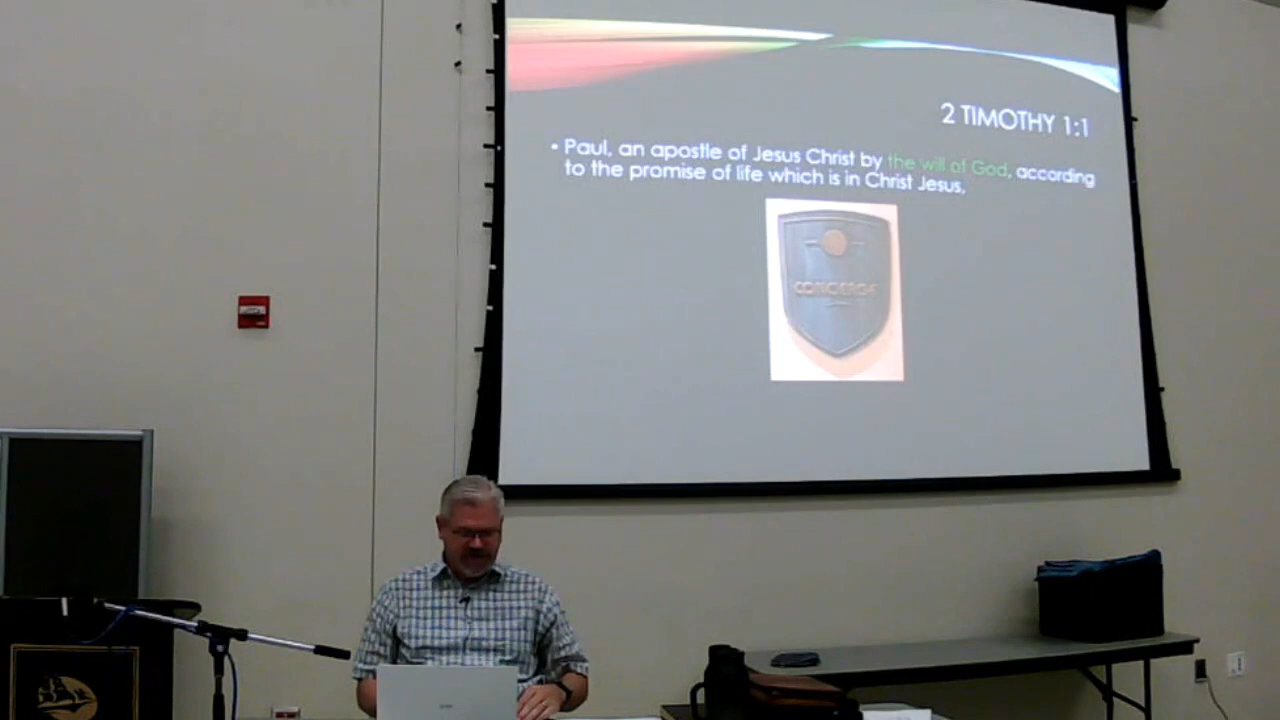 2 TIMOTHY 1:1
• Paul, an apostle of Jesus Christ by the will of God, according
to the promise of life which is in Christ Jesus,
CONCIERGE